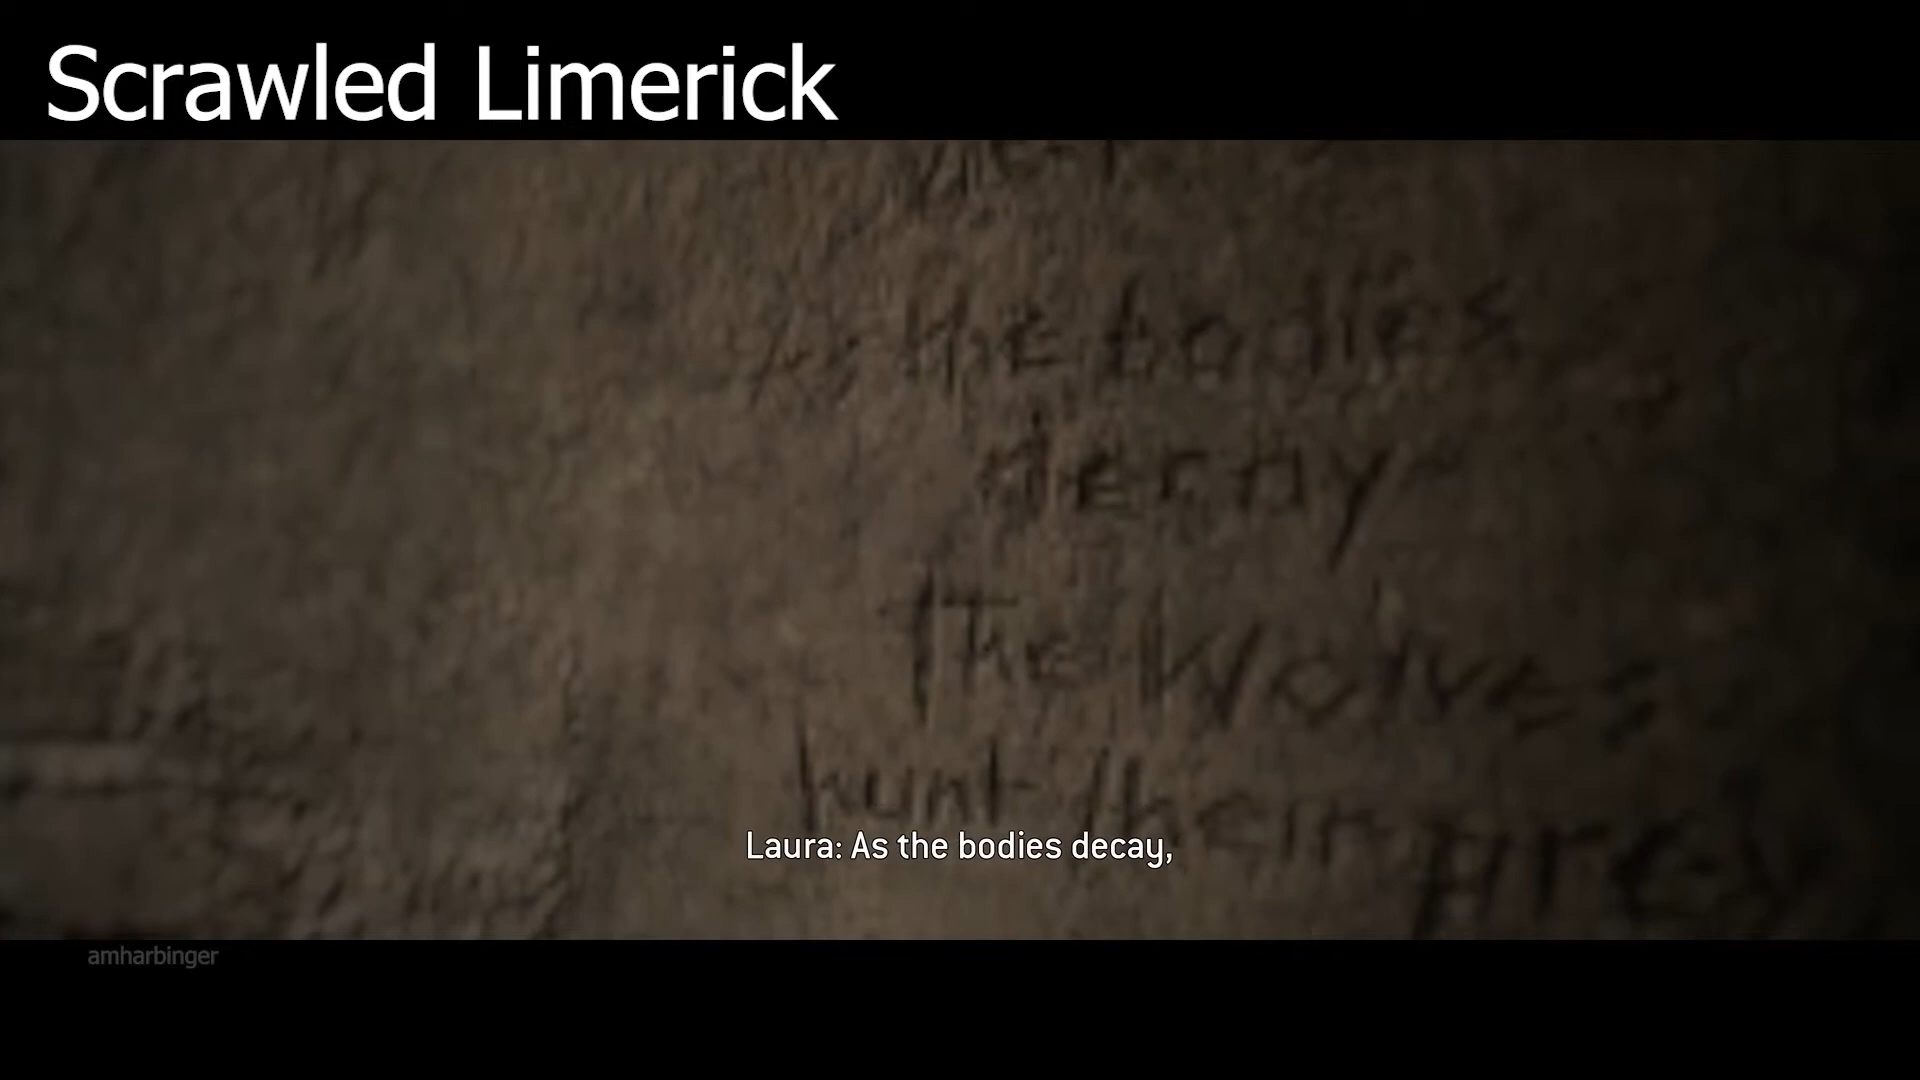 Scrawled Limerick
As the bodies
decay
The Wolves
hunt their prey
Laura: As the bodies decay,
amharbinger